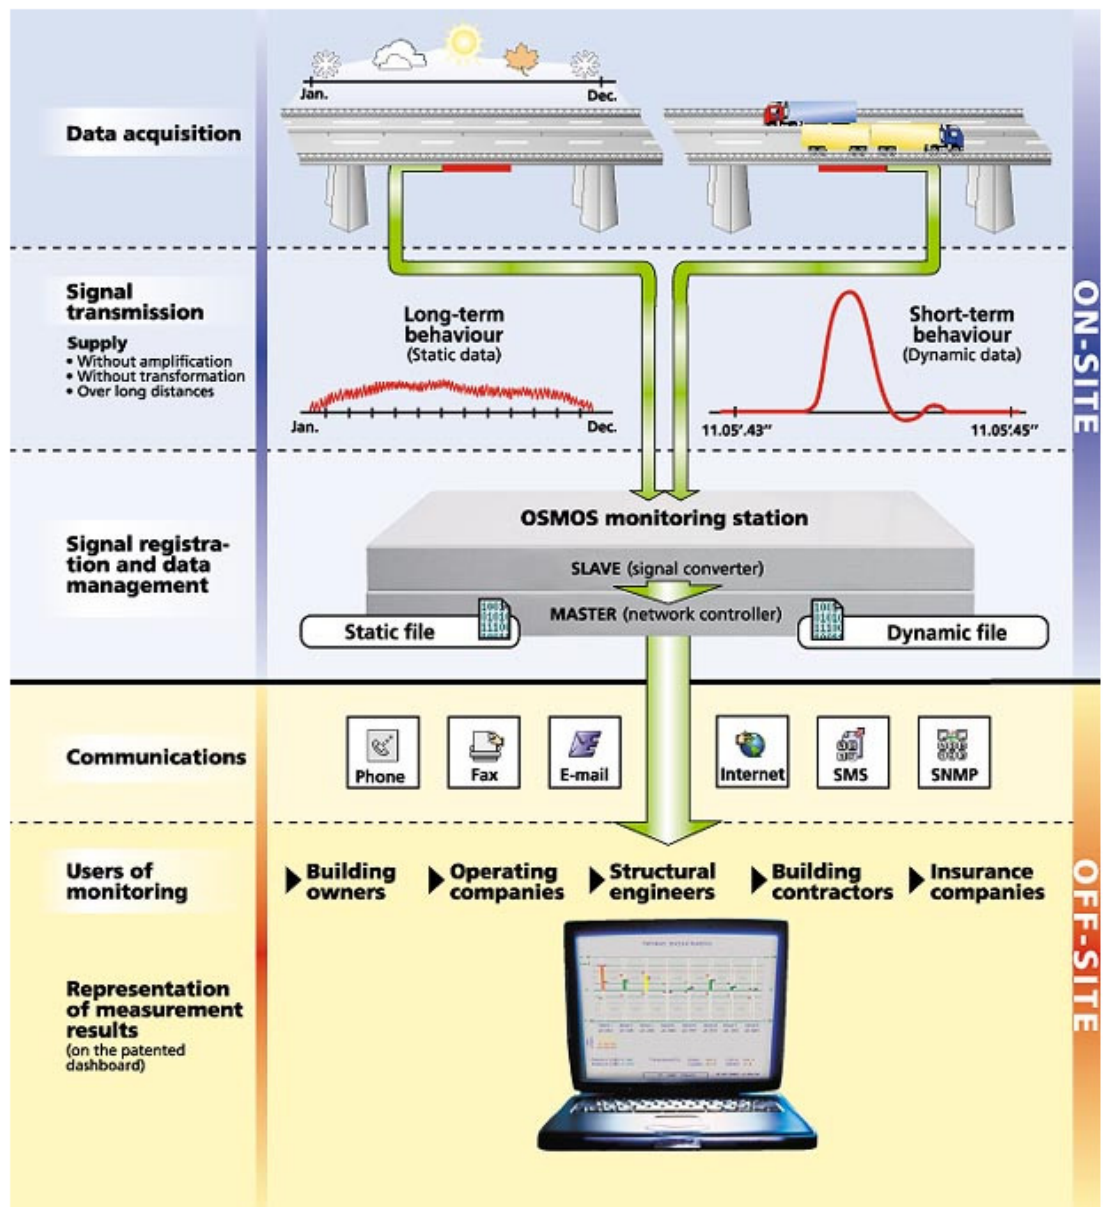 Jan.
Dec.
Data acquisition
Signal
transmission
Supply
• Without amplification
• Without transformation
• Over long distances
Long-term
behaviour
(Static data)
Jan.
Dec.
Short-term
behaviour
(Dynamic data)
11.05'.43"
11.05'.45"
ON-SITE
Signal registra-
tion and data
management
OSMOS monitoring station
SLAVE (signal converter)
MASTER (network controller)
Static file
Dynamic file
Communications
Phone
Fax
E-mail
Internet
SMS
SNMP
Users of
monitoring
Building
owners
Operating
companies
Structural
engineers
Building
contractors
Insurance
companies
OFF-SITE
Representation
of measurement
results
(on the patented
dashboard)